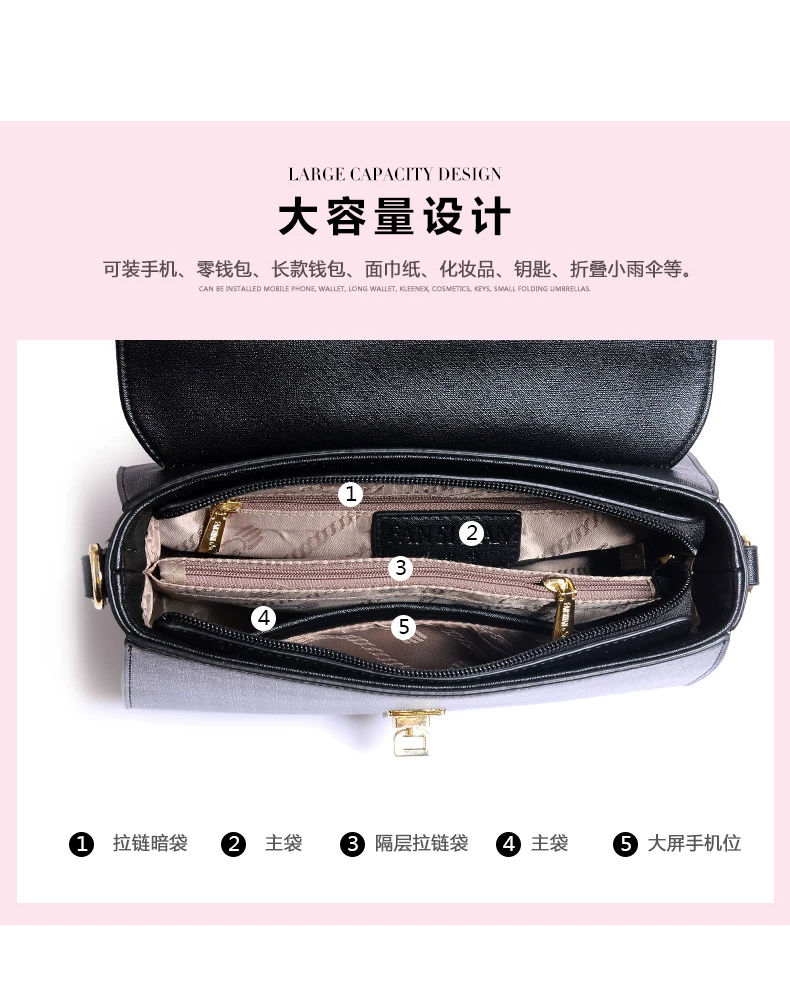 LARGE CAPACITY DESIGN
大容量设计
可装手机、零钱包、长款钱包、面巾纸、化妆品、钥匙、折叠小雨伞等。
CAN BE INSTALLED MOBILE PHONE, WALLET, LONG WALLET, KLEENEX, COSMETICS, KEYS, SMALL FOLDING UMBRELLAS.
1
2
3
4
5
1 拉链暗袋 2 主袋 3 隔层拉链袋 4 主袋 5 大屏手机位